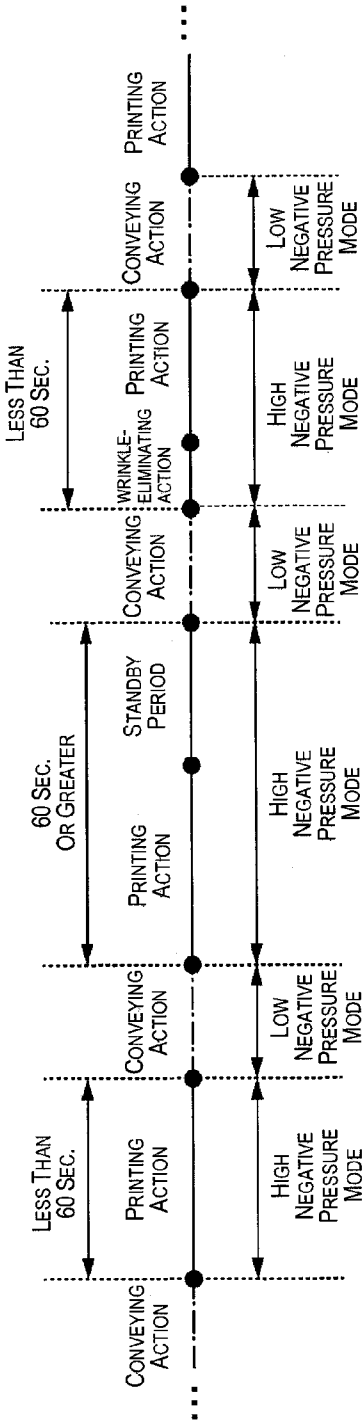 ...
LESS THAN
60 SEC.
60 SEC.
OR GREATER
LESS THAN
60 SEC.
CONVEYING
ACTION
PRINTING
ACTION
CONVEYING
ACTION
PRINTING
ACTION
STANDBY
PERIOD
CONVEYING
ACTION
WRINKLE-
ELIMINATING
ACTION
PRINTING
ACTION
CONVEYING
ACTION
PRINTING
ACTION
...
HIGH
NEGATIVE
PRESSURE
MODE
LOW
NEGATIVE
PRESSURE
MODE
HIGH
NEGATIVE
PRESSURE
MODE
LOW
NEGATIVE
PRESSURE
MODE
HIGH
NEGATIVE
PRESSURE
MODE
LOW
NEGATIVE
PRESSURE
MODE